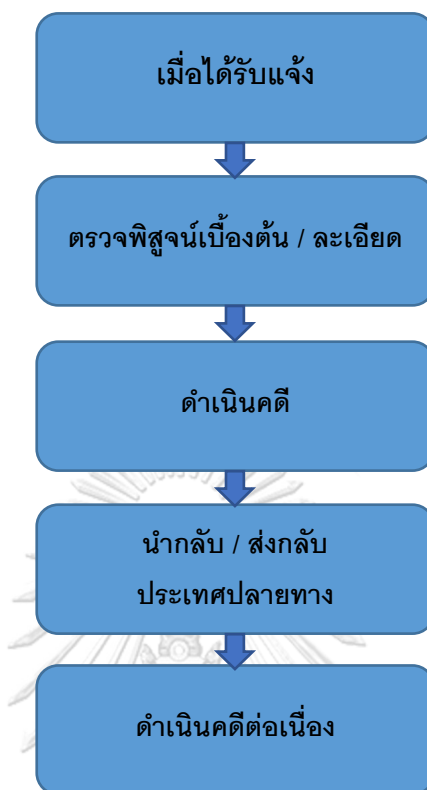 เมื่อได้รับแจ้ง
ตรวจพิสูจน์เบื้องต้น / ละเอียด
ดำเนินคดี
นำกลับ / ส่งกลับ
ประเทศปลายทาง
ดำเนินคดีต่อเนื่อง